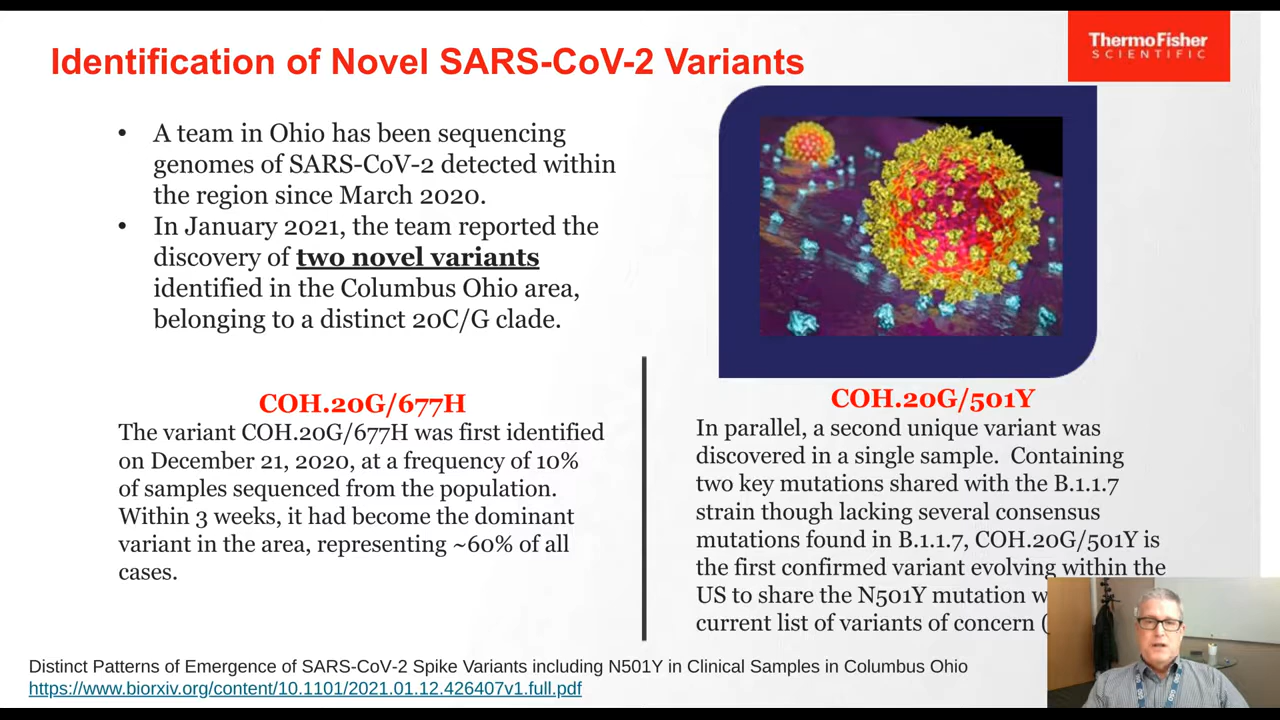 Identification of Novel SARS-CoV-2 Variants
ThermoFisher
SCIENTIFIC
• A team in Ohio has been sequencing
genomes of SARS-CoV-2 detected within
the region since March 2020.
• In January 2021, the team reported the
discovery of two novel variants
identified in the Columbus Ohio area,
belonging to a distinct 20C/G clade.
COH.20G/677H
The variant COH.20G/677H was first identified
on December 21, 2020, at a frequency of 10%
of samples sequenced from the population.
Within 3 weeks, it had become the dominant
variant in the area, representing ~60% of all
cases.
COH.20G/501Y
In parallel, a second unique variant was
discovered in a single sample.  Containing
two key mutations shared with the B.1.1.7
strain though lacking several consensus
mutations found in B.1.1.7, COH.20G/501Y is
the first confirmed variant evolving within the
US to share the N501Y mutation
current list of variants of concern (
Distinct Patterns of Emergence of SARS-CoV-2 Spike Variants including N501Y in Clinical Samples in Columbus Ohio
https://www.biorxiv.org/content/10.1101/2021.01.12.426407v1.full.pdf